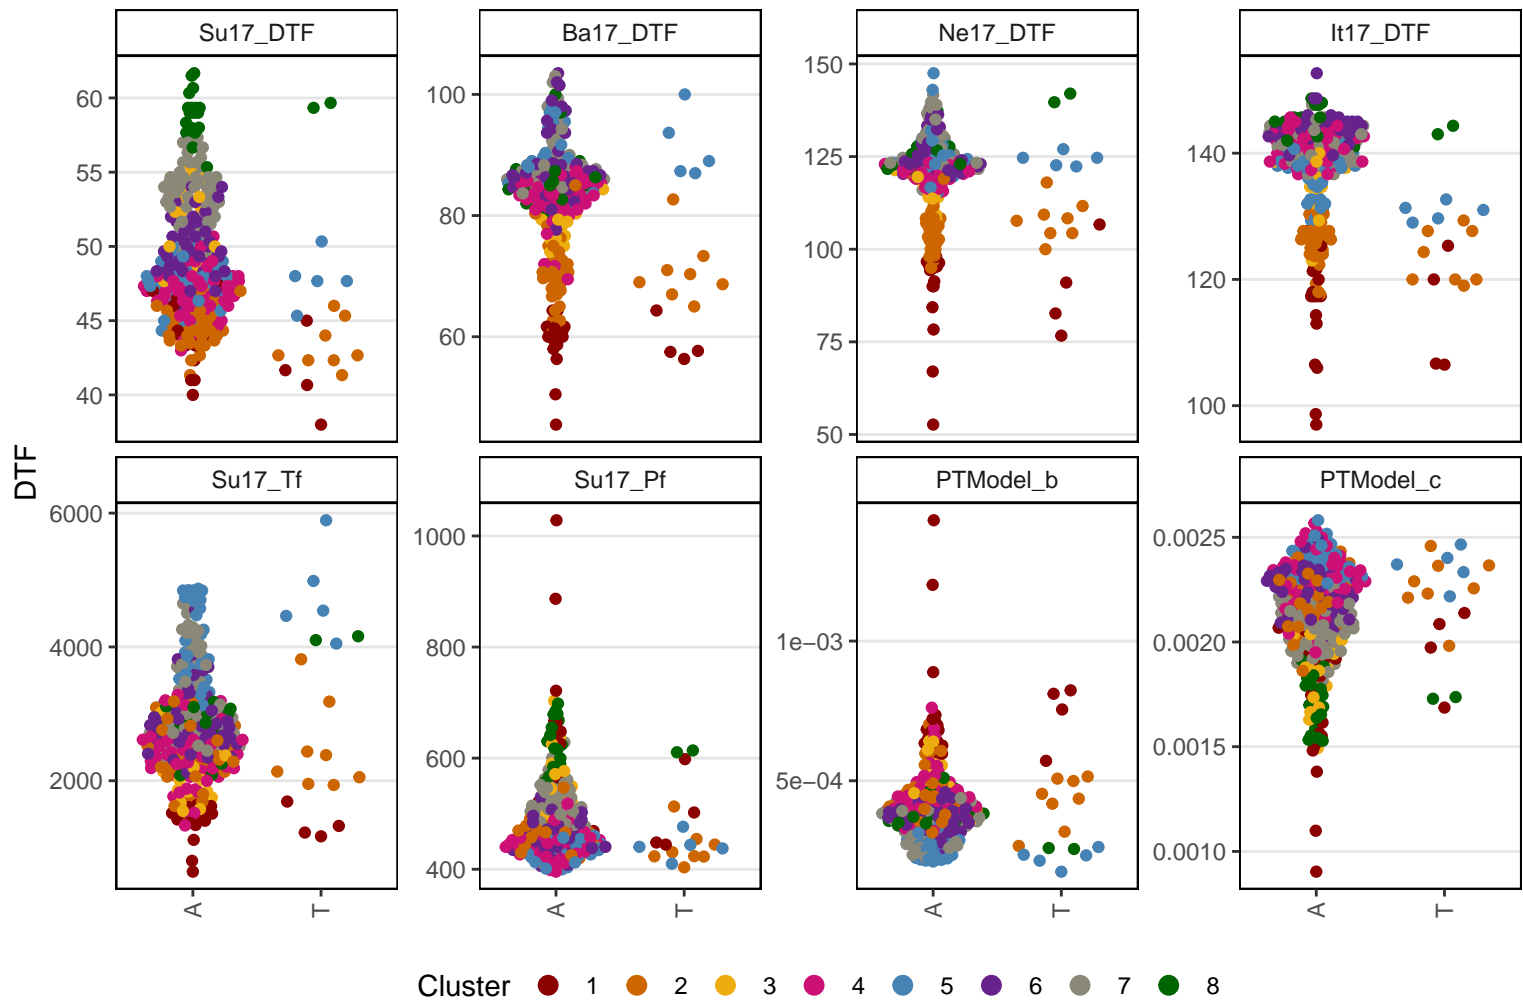 Su17_DTF Ba17_DTF Ne17_DTF It17_DTF
60 55 50 45 40
100 80 60
150 125 100 75 50
140 120 100
DTF
Su17_Tf Su17_Pf PTModel_b PTModel_c
6000 4000 2000
1000 800 600 400
1e−03 5e−04
0.0025 0.0020 0.0015 0.0010
A T A T A T A T
Cluster 1 2 3 4 5 6 7 8